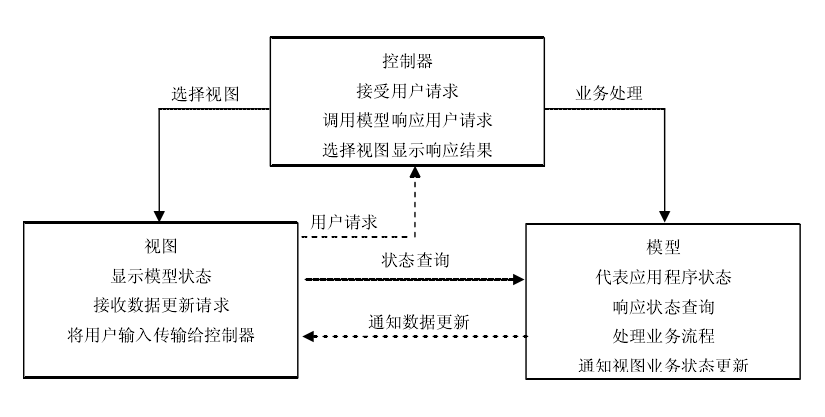 控制器
接受用户请求
调用模型响应用户请求
选择视图显示响应结果
选择视图
业务处理
用户请求
视图
显示模型状态
接收数据更新请求
将用户输入传输给控制器
状态查询
通知数据更新
模型
代表应用程序状态
响应状态查询
处理业务流程
通知视图业务状态更新